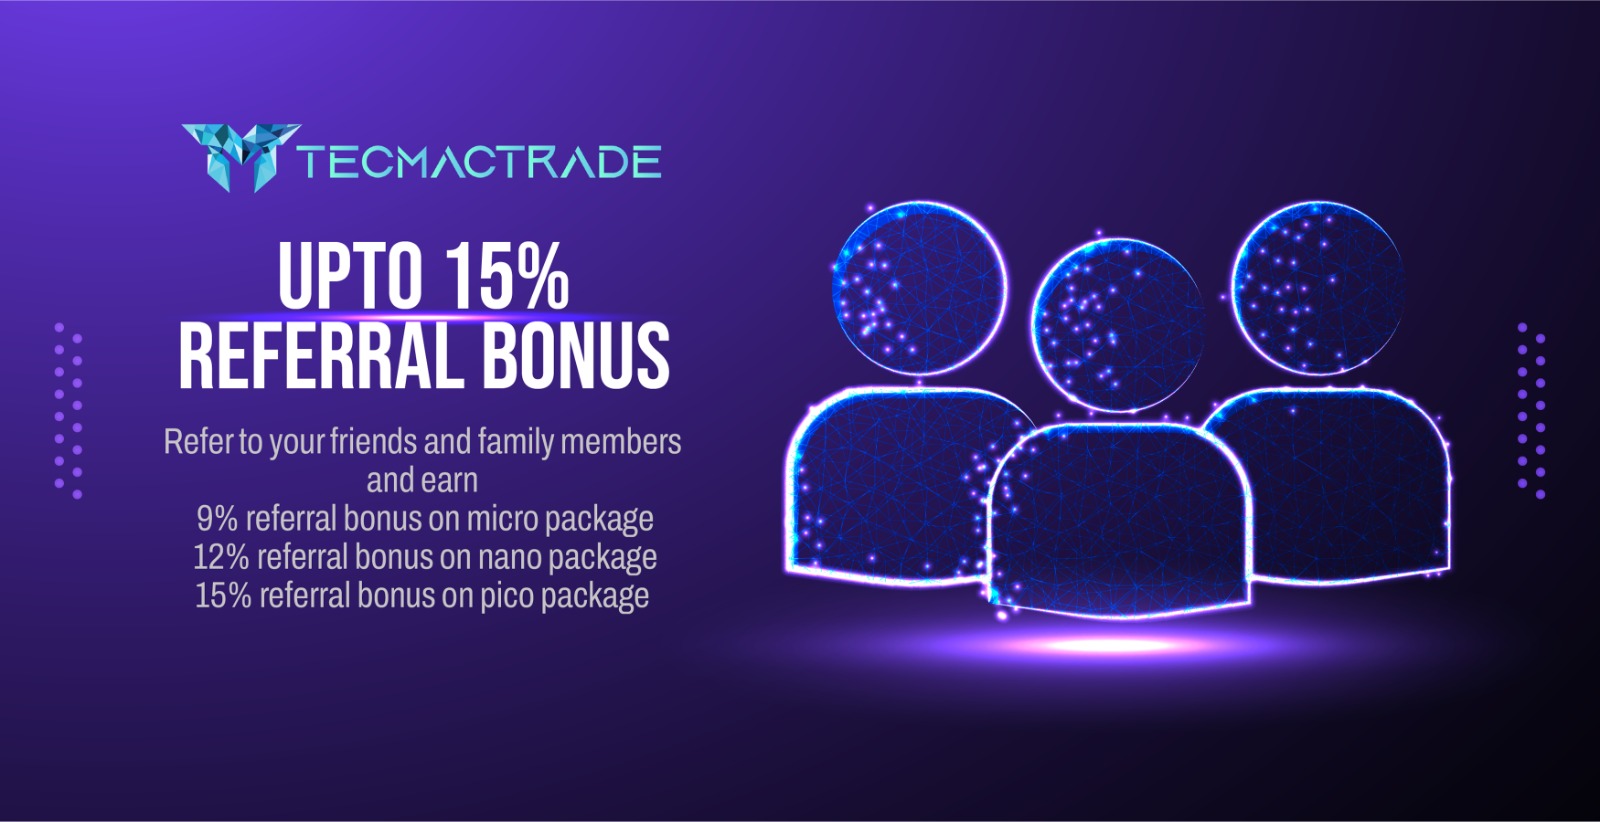 TECMACTRADE
UPTO 15%
REFERRAL BONUS
Refer to your friends and family members
and earn
9% referral bonus on micro package
12% referral bonus on nano package
15% referral bonus on pico package